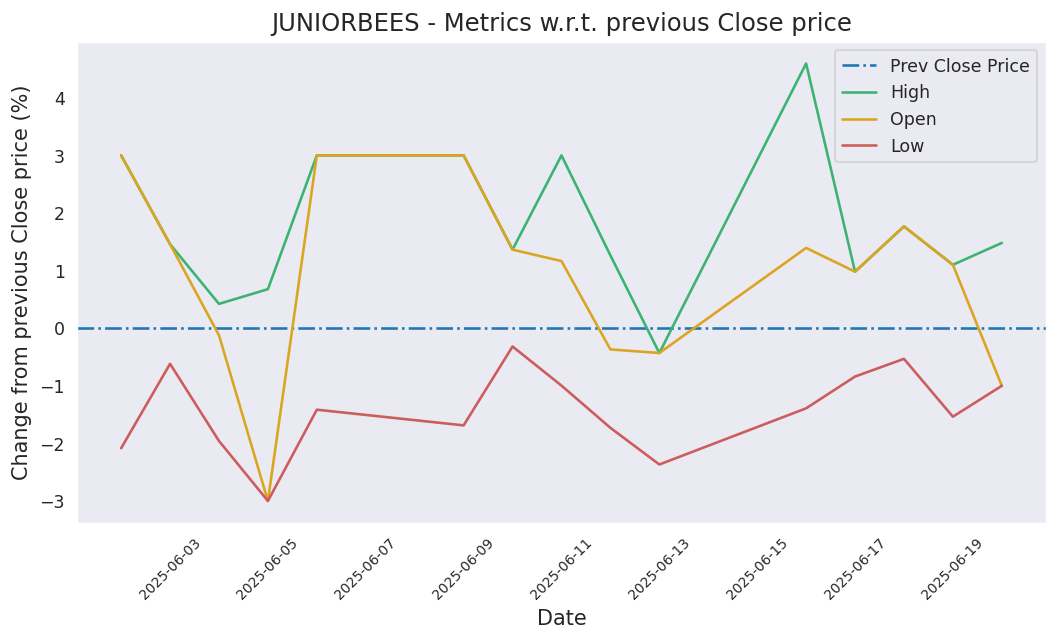 JUNIORBEES - Metrics w.r.t. previous Close price
Prev Close Price
High
Open
Low
Change from previous Close price (%)
4
3
2
1
0
−1
−2
−3
2025-06-03
2025-06-05
2025-06-07
2025-06-09
2025-06-11
2025-06-13
2025-06-15
2025-06-17
2025-06-19
Date